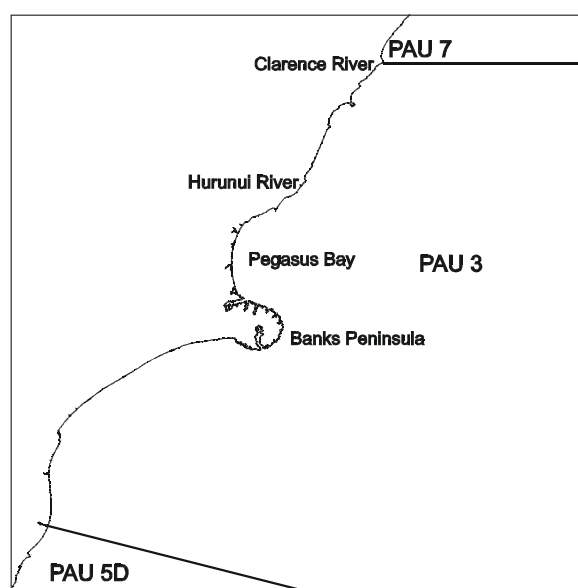 PAU 7
Clarence River
Hurunui River
Pegasus Bay
PAU 3
Banks Peninsula
PAU 5D